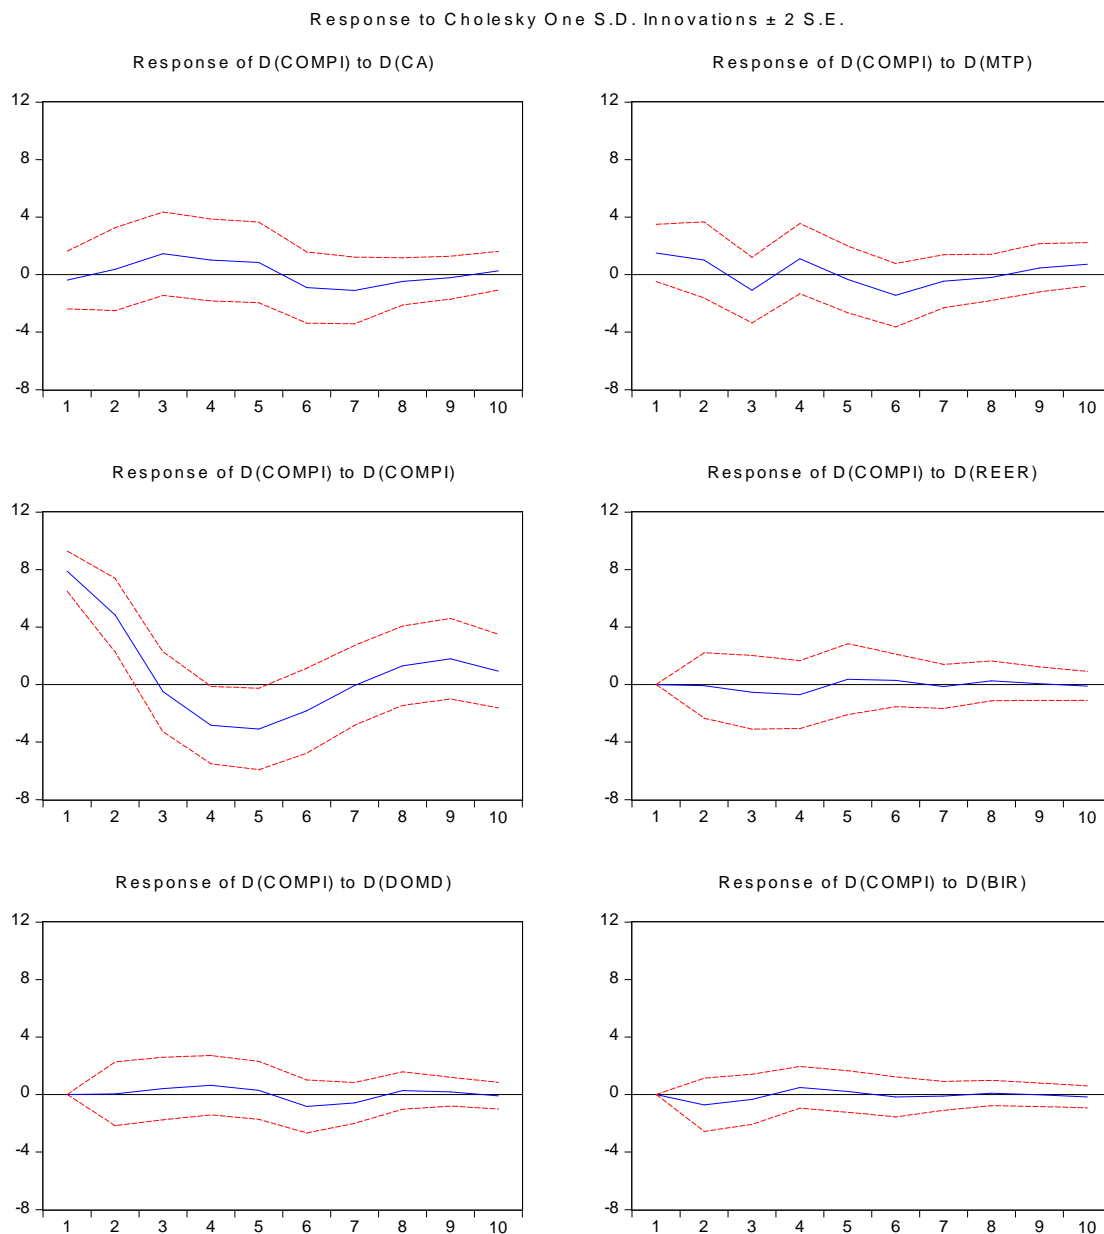 Response to Cholesky One S.D. Innovations ± 2 S.E.
Response of D(COMPI) to D(CA)
12
8
4
0
-4
-8
1 2 3 4 5 6 7 8 9 10
Response of D(COMPI) to D(MTP)
12
8
4
0
-4
-8
1 2 3 4 5 6 7 8 9 10
Response of D(COMPI) to D(COMPI)
12
8
4
0
-4
-8
1 2 3 4 5 6 7 8 9 10
Response of D(COMPI) to D(REER)
12
8
4
0
-4
-8
1 2 3 4 5 6 7 8 9 10
Response of D(COMPI) to D(DOMD)
12
8
4
0
-4
-8
1 2 3 4 5 6 7 8 9 10
Response of D(COMPI) to D(BIR)
12
8
4
0
-4
-8
1 2 3 4 5 6 7 8 9 10